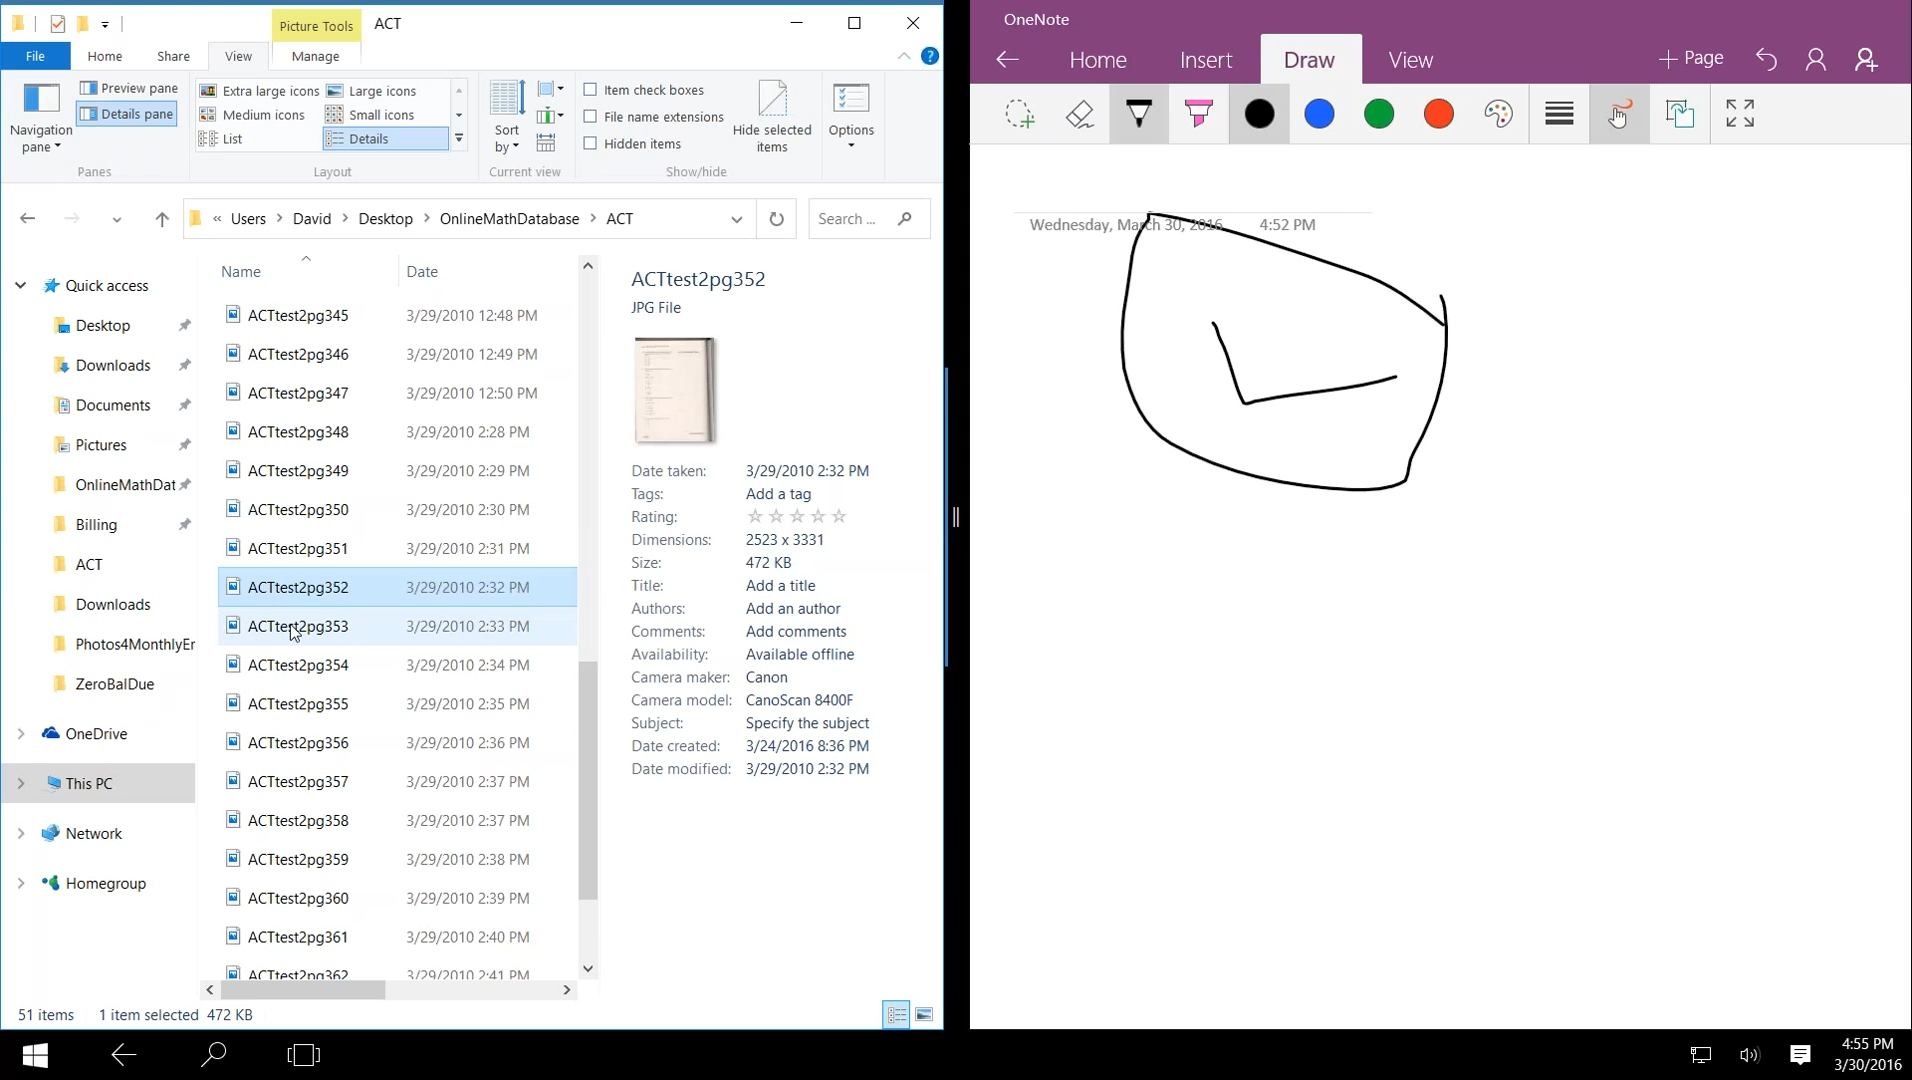 Picture Tools
ACT
File
Home
Share
View
Manage
Navigation pane
Preview pane
Details pane
Panes
Extra large icons
Large icons
Medium icons
Small icons
List
Details
Layout
Sort by
Current view
Item check boxes
File name extensions
Hidden items
Hide selected items
Show/hide
Options
« Users > David > Desktop > OnlineMathDatabase > ACT
Search ...
Quick access
Desktop
Downloads
Documents
Pictures
OnlineMathDat
Billing
ACT
Downloads
Photos4MonthlyEr
ZeroBalDue
OneDrive
This PC
Network
Homegroup
Name
Date
ACTtest2pg345 3/29/2010 12:48 PM
ACTtest2pg346 3/29/2010 12:49 PM
ACTtest2pg347 3/29/2010 12:50 PM
ACTtest2pg348 3/29/2010 2:28 PM
ACTtest2pg349 3/29/2010 2:29 PM
ACTtest2pg350 3/29/2010 2:30 PM
ACTtest2pg351 3/29/2010 2:31 PM
ACTtest2pg352 3/29/2010 2:32 PM
ACTtest2pg353 3/29/2010 2:33 PM
ACTtest2pg354 3/29/2010 2:34 PM
ACTtest2pg355 3/29/2010 2:35 PM
ACTtest2pg356 3/29/2010 2:36 PM
ACTtest2pg357 3/29/2010 2:37 PM
ACTtest2pg358 3/29/2010 2:37 PM
ACTtest2pg359 3/29/2010 2:38 PM
ACTtest2pg360 3/29/2010 2:39 PM
ACTtest2pg361 3/29/2010 2:40 PM
ACTtest2pg362 3/29/2010 2:41 PM
ACTtest2pg352
JPG File
Date taken: 3/29/2010 2:32 PM
Tags: Add a tag
Rating:
Dimensions: 2523 x 3331
Size: 472 KB
Title: Add a title
Authors: Add an author
Comments: Add comments
Availability: Available offline
Camera maker: Canon
Camera model: CanoScan 8400F
Subject: Specify the subject
Date created: 3/24/2016 8:36 PM
Date modified: 3/29/2010 2:32 PM
51 items 1 item selected 472 KB
OneNote
Home
Insert
Draw
View
+ Page
Wednesday, March 30, 2016 4:52 PM
4:55 PM
3/30/2016